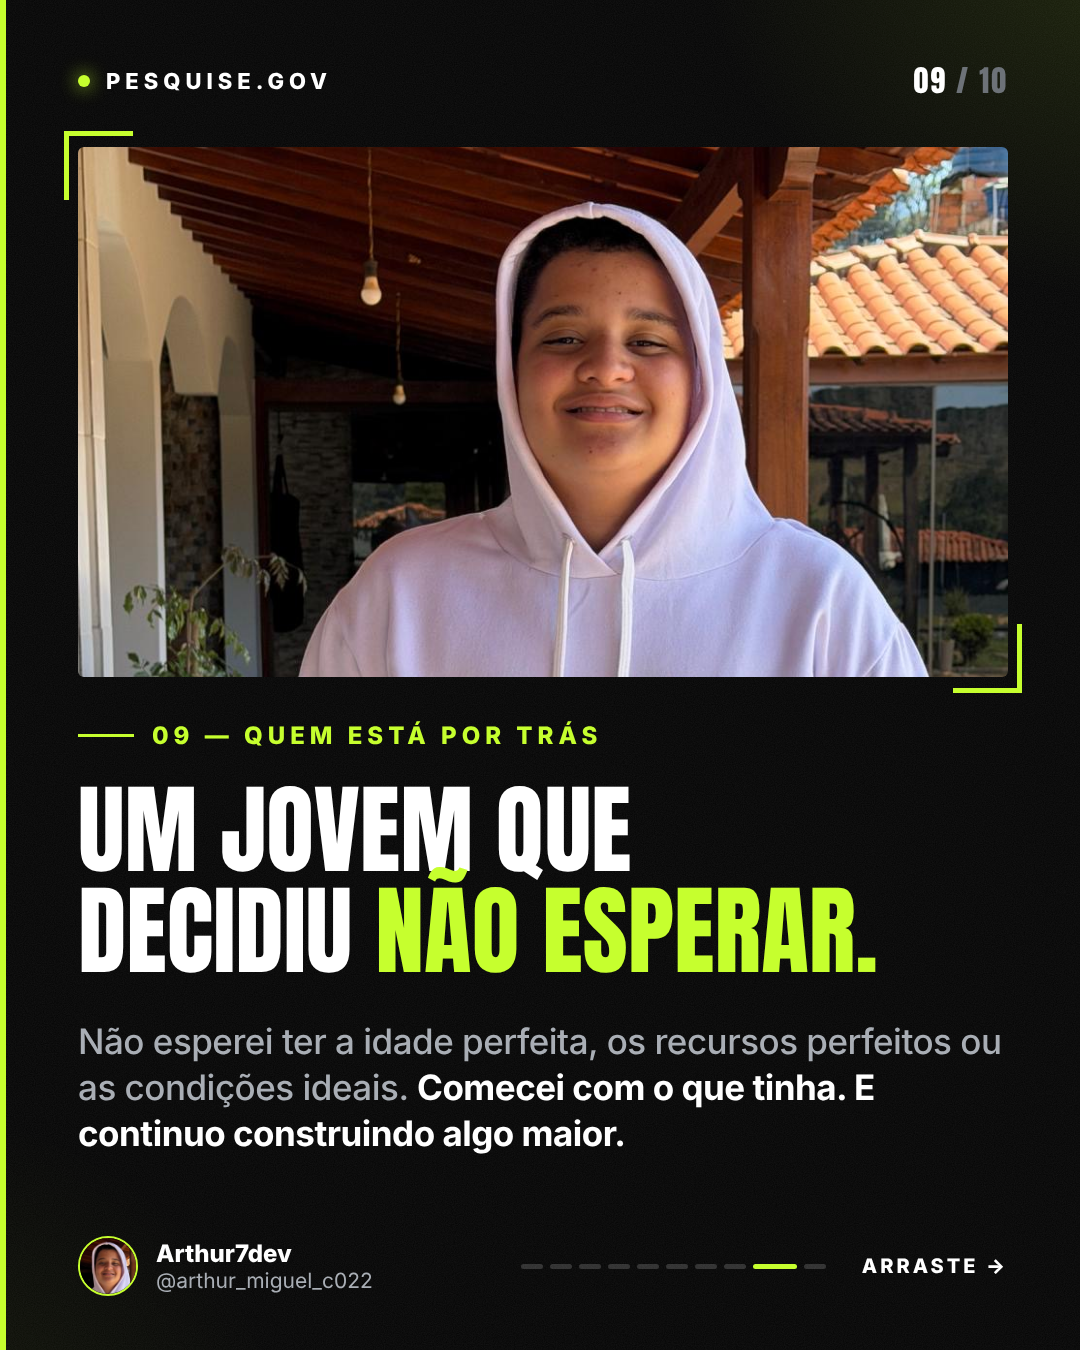 PESQUISE.GOV
09 / 10
09 — QUEM ESTÁ POR TRÁS
UM JOVEM QUE
DECIDIU NÃO ESPERAR.
Não esperei ter a idade perfeita, os recursos perfeitos ou
as condições ideais. Comecei com o que tinha. E
continuo construindo algo maior.
Arthur7dev
@arthur_miguel_c022
ARRASTE →